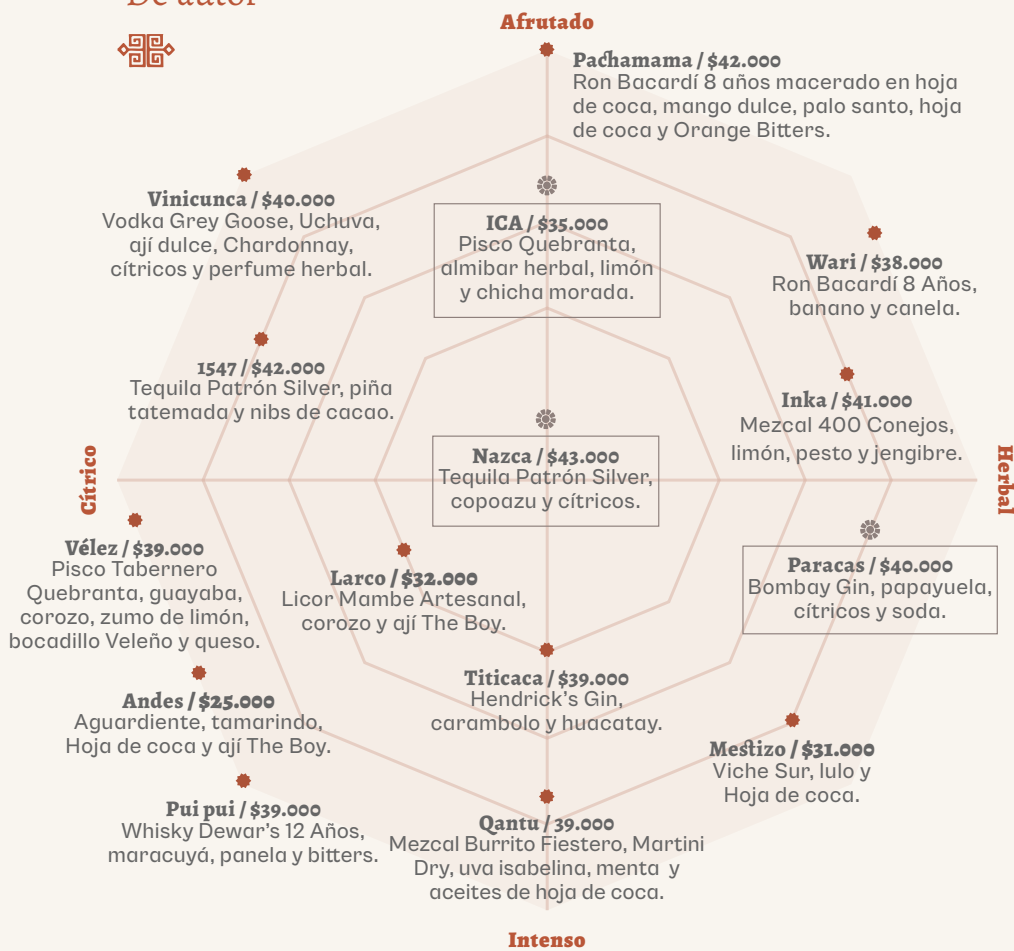 De autor
Afrutado
Pachamama / $42.000
Ron Bacardí 8 años macerado en hoja
de coca, mango dulce, palo santo, hoja
de coca y Orange Bitters.
Vinicunca / $40.000
Vodka Grey Goose, Uchuva,
ají dulce, Chardonnay,
cítricos y perfume herbal.
ICA / $35.000
Pisco Quebranta,
almibar herbal, limón
y chicha morada.
Wari / $38.000
Ron Bacardí 8 Años,
banano y canela.
1547 / $42.000
Tequila Patrón Silver, piña
tatemada y nibs de cacao.
Inka / $41.000
Mezcal 400 Conejos,
limón, pesto y jengibre.
Cítrico
Nazca / $43.000
Tequila Patrón Silver,
copoazu y cítricos.
Herbal
Vélez / $39.000
Pisco Tabernero
Quebranta, guayaba,
corozo, zumo de limón,
bocadillo Veleño y queso.
Larco / $32.000
Licor Mambe Artesanal,
corozo y ají The Boy.
Paracas / $40.000
Bombay Gin, papayuela,
cítricos y soda.
Andes / $25.000
Aguardiente, tamarindo,
Hoja de coca y ají The Boy.
Titicaca / $39.000
Hendrick's Gin,
carambolo y huacatay.
Mestizo / $31.000
Viche Sur, lulo y
Hoja de coca.
Pui pui / $39.000
Whisky Dewar's 12 Años,
maracuyá, panela y bitters.
Qantu / 39.000
Mezcal Burrito Fiestero, Martini
Dry, uva isabelina, menta y
aceites de hoja de coca.
Intenso